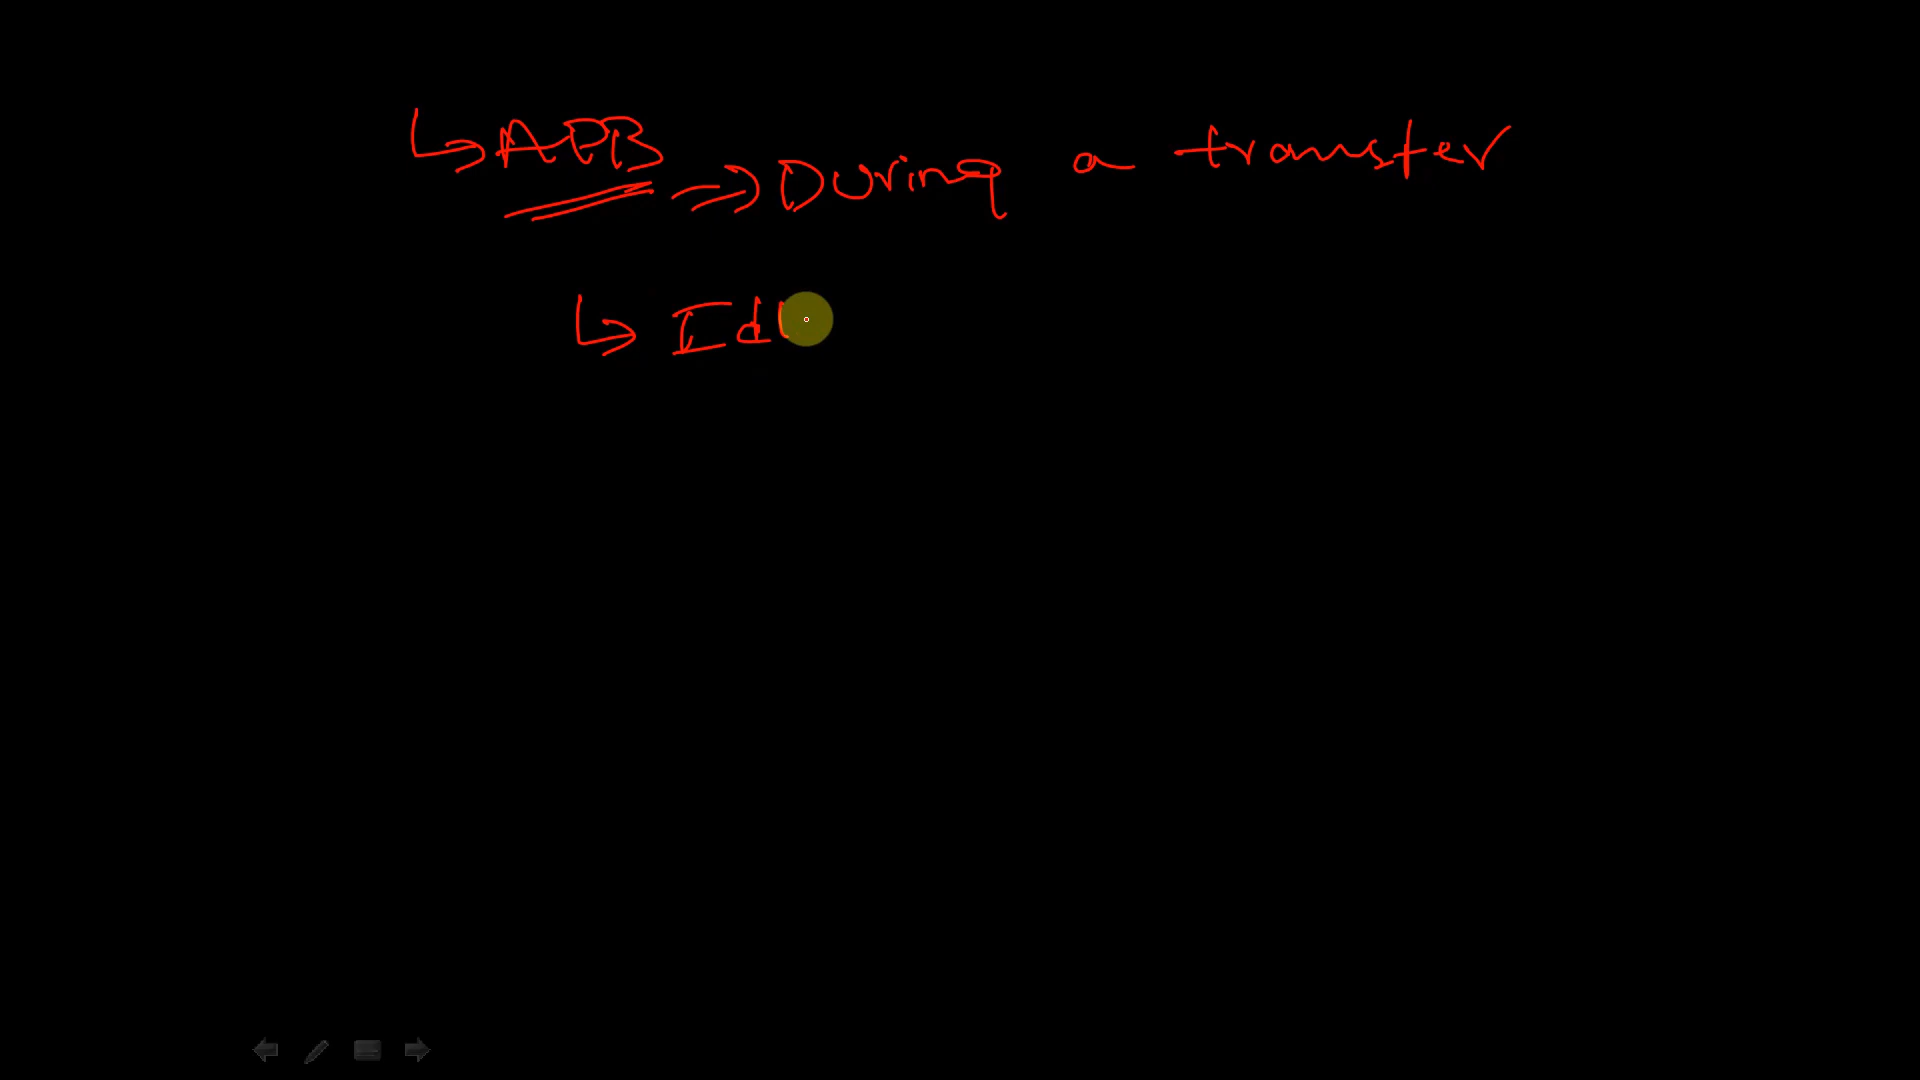 ↳ APB => During a transfer
↳ Idl